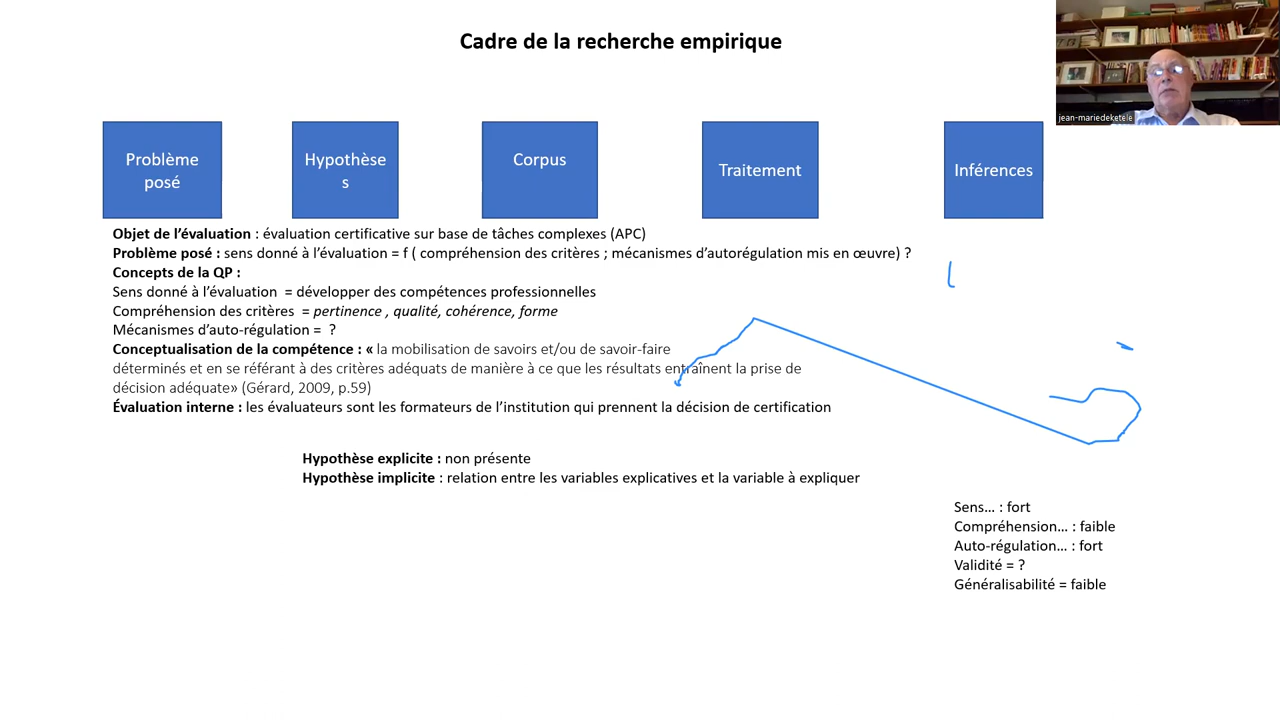 Cadre de la recherche empirique
jean-mariedeketele
Problème
posé
Hypothèse
s
Corpus
Traitement
Inférences
Objet de l’évaluation : évaluation certificative sur base de tâches complexes (APC)
Problème posé : sens donné à l’évaluation = f ( compréhension des critères ; mécanismes d’autorégulation mis en œuvre) ?
Concepts de la QP :
Sens donné à l’évaluation = développer des compétences professionnelles
Compréhension des critères = pertinence , qualité, cohérence, forme
Mécanismes d’auto-régulation = ?
Conceptualisation de la compétence : « la mobilisation de savoirs et/ou de savoir-faire
déterminés et en se référant à des critères adéquats de manière à ce que les résultats entraînent la prise de
décision adéquate» (Gérard, 2009, p.59)
Évaluation interne : les évaluateurs sont les formateurs de l’institution qui prennent la décision de certification
Hypothèse explicite : non présente
Hypothèse implicite : relation entre les variables explicatives et la variable à expliquer
Sens… : fort
Compréhension… : faible
Auto-régulation… : fort
Validité = ?
Généralisabilité = faible